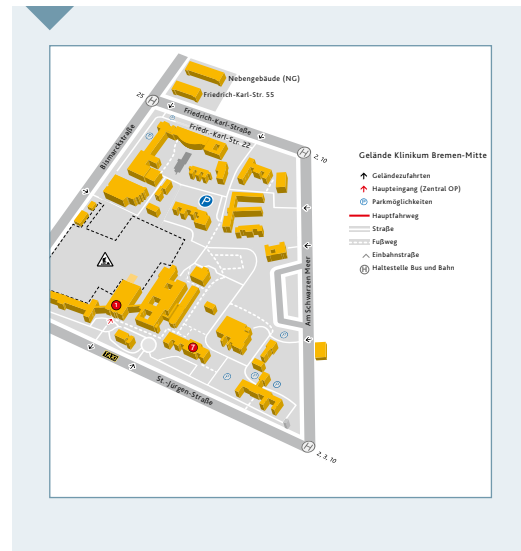 Nebengebäude (NG)
Friedrich-Karl-Str. 55
25
H
Friedrich-Karl-Straße
Friedr.-Karl-Str. 22
H
2, 10
Bismarckstraße
P
P
P
Gelände Klinikum Bremen-Mitte
Geländezufahrten
Haupteingang (Zentral OP)
P Parkmöglichkeiten
Hauptfahrweg
Straße
Fußweg
Einbahnstraße
H Haltestelle Bus und Bahn
Am Schwarzen Meer
1
7
TAXI
St.-Jürgen-Straße
P
P
P
P
H
2, 3, 10